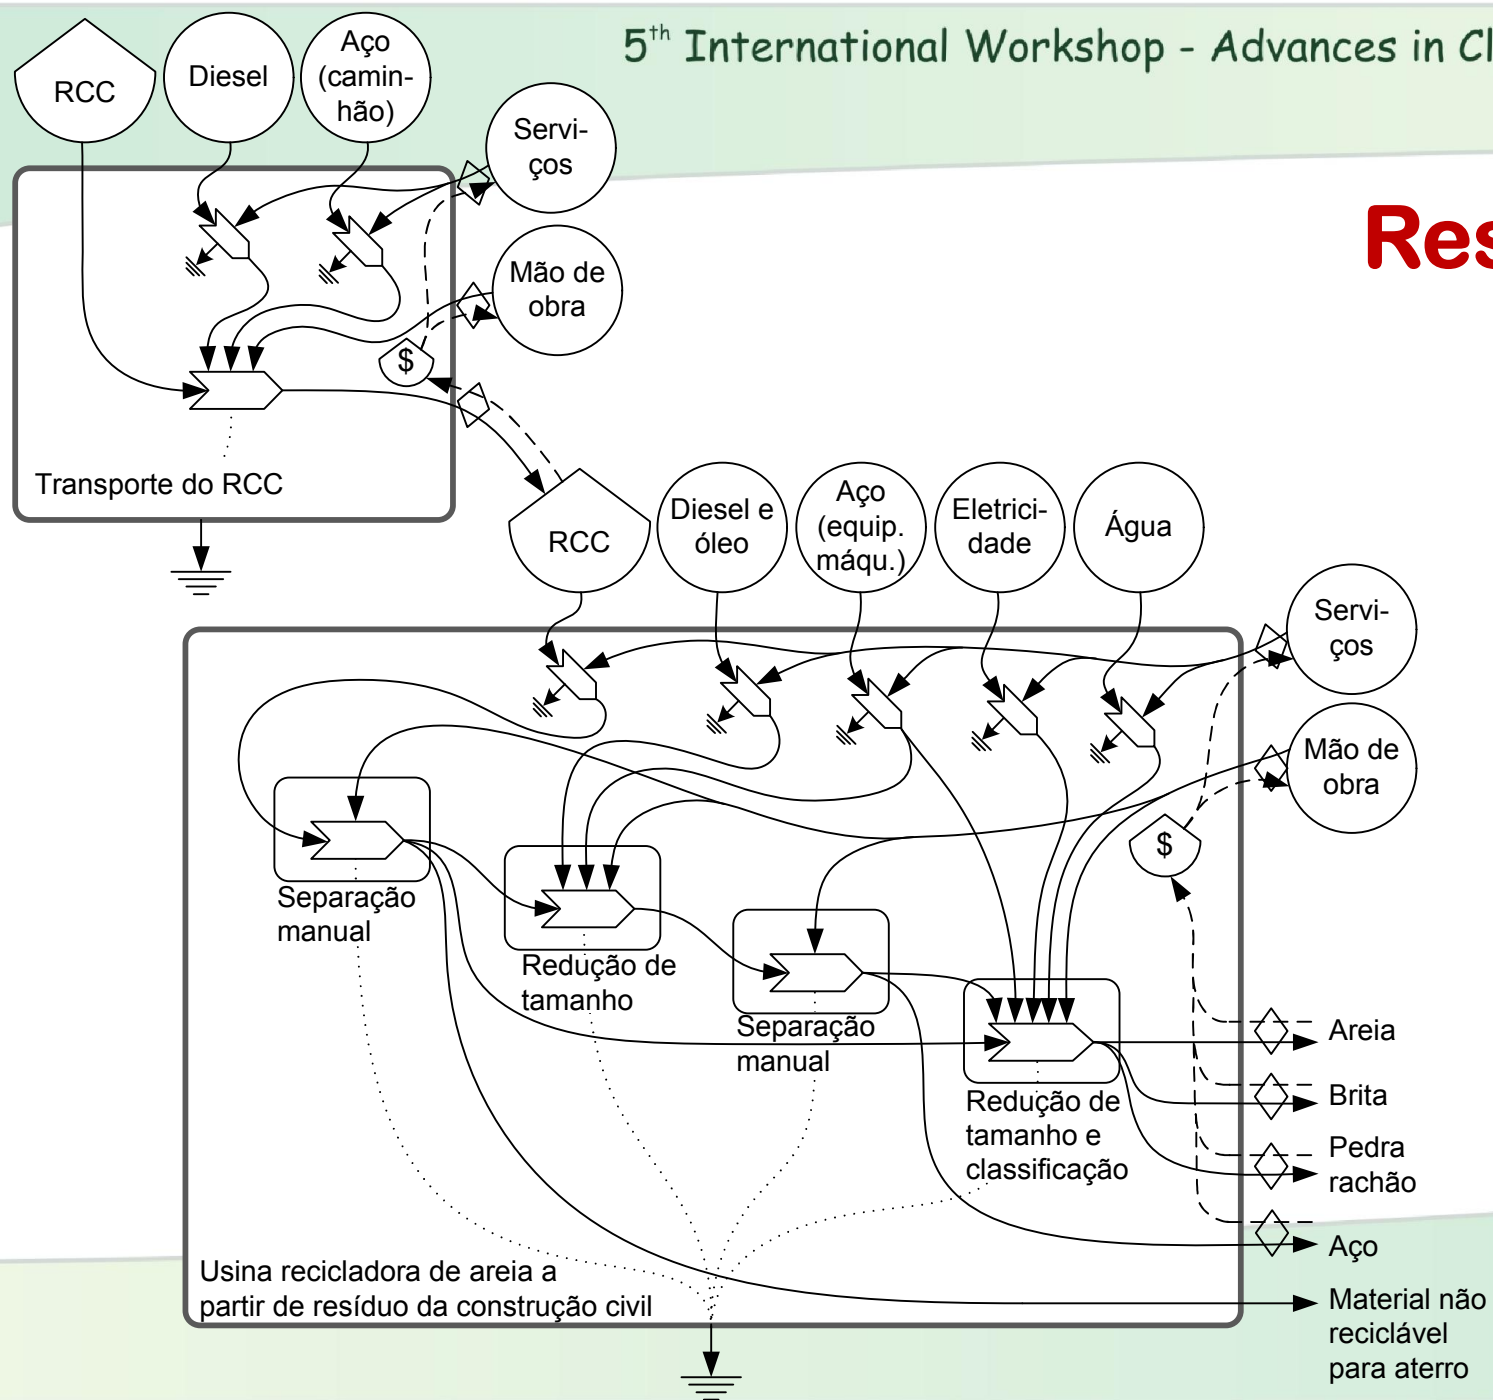 5th International Workshop - Advances in Cl
Res
RCC
Diesel
Aço
(camin-
hão)
Servi-
ços
Mão de
obra
$
Transporte do RCC
RCC
Diesel e
óleo
Aço
(equip.
máqu.)
Eletrici-
dade
Água
Servi-
ços
Mão de
obra
$
Separação
manual
Redução de
tamanho
Separação
manual
Redução de
tamanho e
classificação
Areia
Brita
Pedra
rachão
Aço
Material não
reciclável
para aterro
Usina recicladora de areia a
partir de resíduo da construção civil